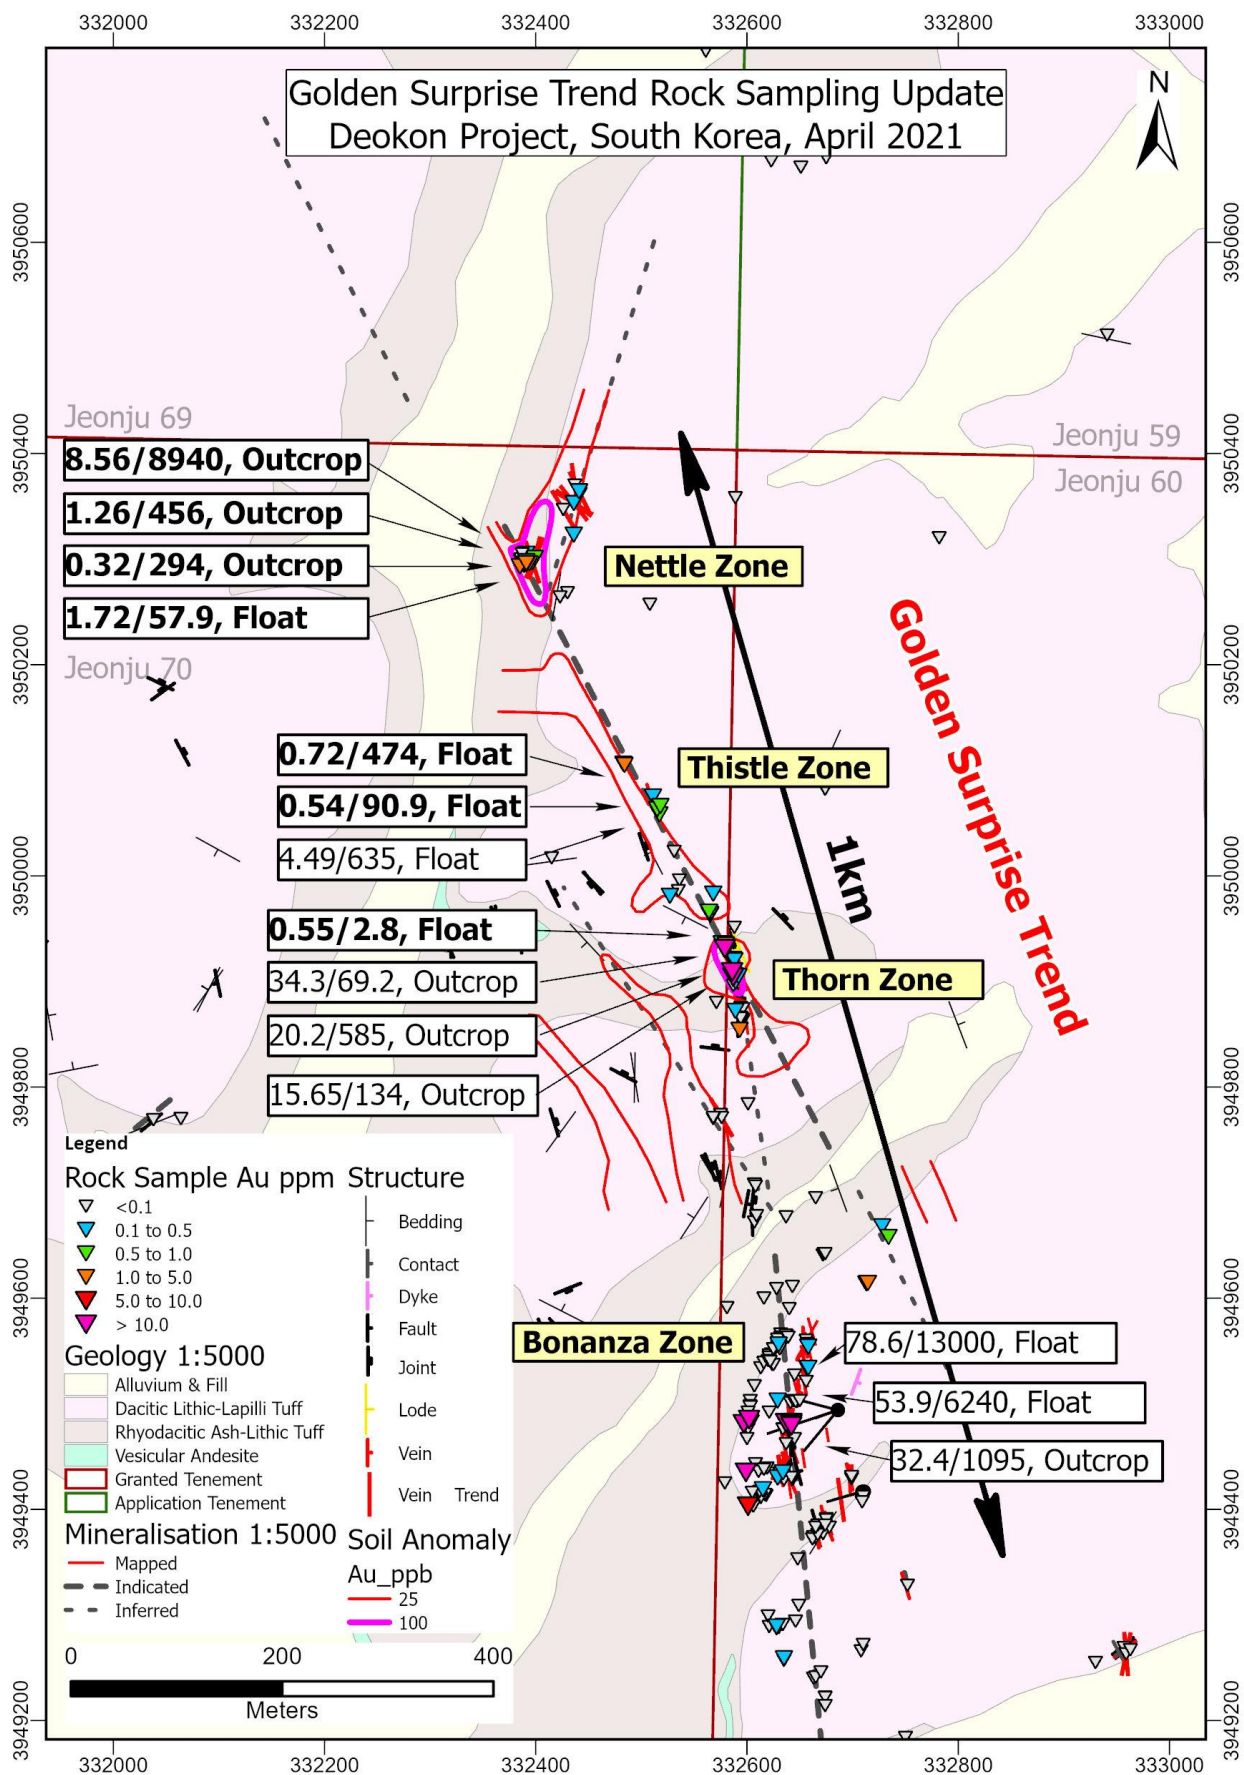 332000 332200 332400 332600 332800 333000
Golden Surprise Trend Rock Sampling Update
Deokon Project, South Korea, April 2021
N
3950600
3950600
Jeonju 69
Jeonju 59
3950400
3950400
Jeonju 60
8.56/8940, Outcrop
1.26/456, Outcrop
0.32/294, Outcrop
1.72/57.9, Float
Nettle Zone
Golden Surprise Trend
3950200
3950200
Jeonju 70
0.72/474, Float
0.54/90.9, Float
4.49/635, Float
Thistle Zone
1km
3950000
3950000
0.55/2.8, Float
34.3/69.2, Outcrop
20.2/585, Outcrop
15.65/134, Outcrop
Thorn Zone
3949800
3949800
Legend
Rock Sample Au ppm
<0.1
0.1 to 0.5
0.5 to 1.0
1.0 to 5.0
5.0 to 10.0
> 10.0
Geology 1:5000
Alluvium & Fill
Dacitic Lithic-Lapilli Tuff
Rhyodacitic Ash-Lithic Tuff
Vesicular Andesite
Granted Tenement
Application Tenement
Mineralisation 1:5000
Mapped
Indicated
Inferred
Structure
Bedding
Contact
Dyke
Fault
Joint
Lode
Vein
Vein Trend
Soil Anomaly
Au_ppb
25
100
0 200 400
Meters
3949600
3949600
Bonanza Zone
78.6/13000, Float
53.9/6240, Float
32.4/1095, Outcrop
3949400
3949400
3949200
3949200
332000 332200 332400 332600 332800 333000